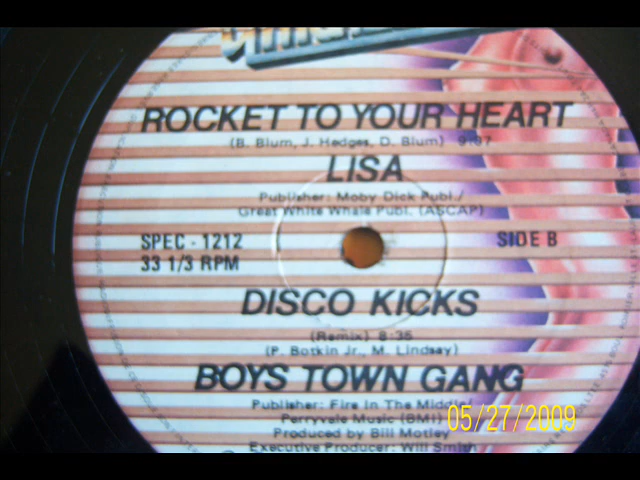 ROCKET TO YOUR HEART
(B. Blum, J. Hedges, D. Blum) 9:37
LISA
Publisher: Moby Dick Publ./
Great White Whale Publ. (ASCAP)
SPEC - 1212
SIDE B
33 1/3 RPM
DISCO KICKS
(Remix) 8:35
(P. Botkin Jr., M. Lindsay)
BOYS TOWN GANG
Publisher: Fire In The Middle/
Perryvale Music (BMI)
Produced by Bill Motley
Executive Producer: Will Smith
05/27/2009